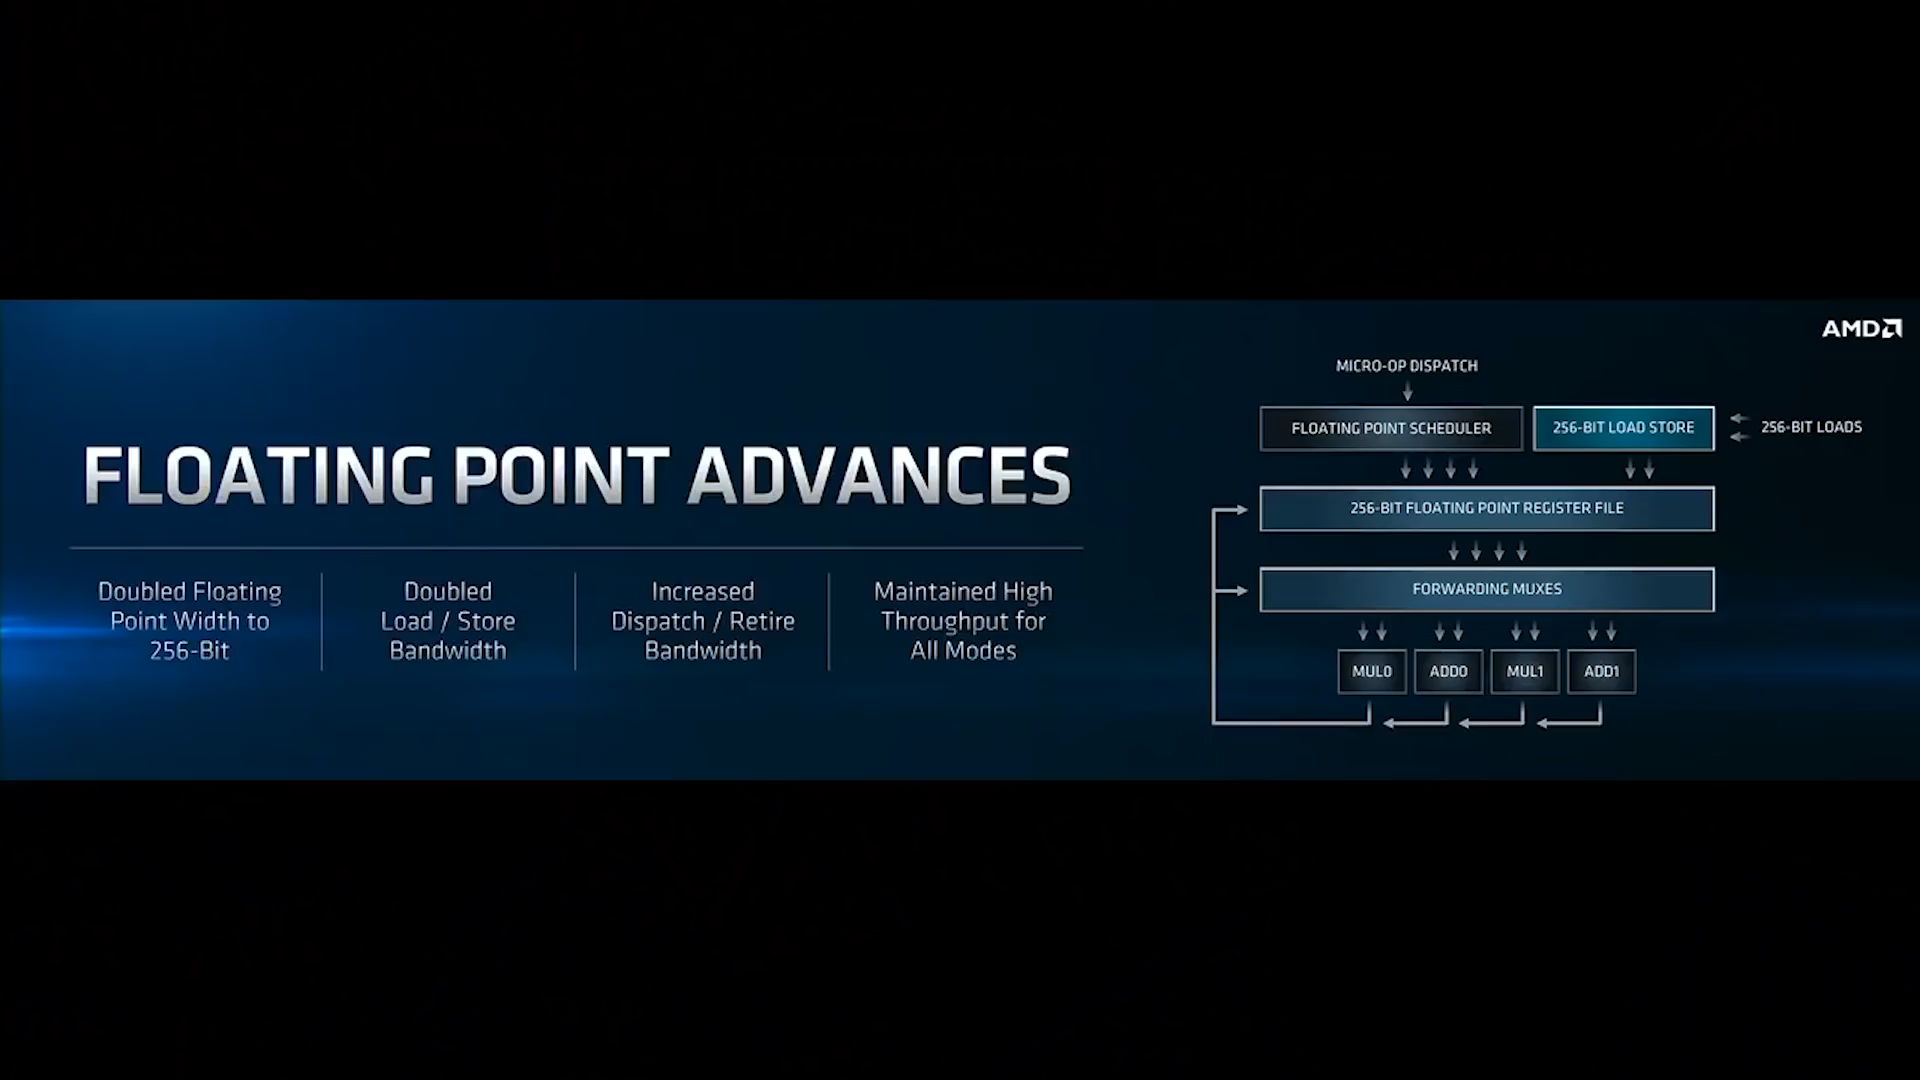 AMD
FLOATING POINT ADVANCES
Doubled Floating
Point Width to
256-Bit
Doubled
Load / Store
Bandwidth
Increased
Dispatch / Retire
Bandwidth
Maintained High
Throughput for
All Modes
MICRO-OP DISPATCH
FLOATING POINT SCHEDULER
256-BIT LOAD STORE
256-BIT LOADS
256-BIT FLOATING POINT REGISTER FILE
FORWARDING MUXES
MUL0
ADD0
MUL1
ADD1